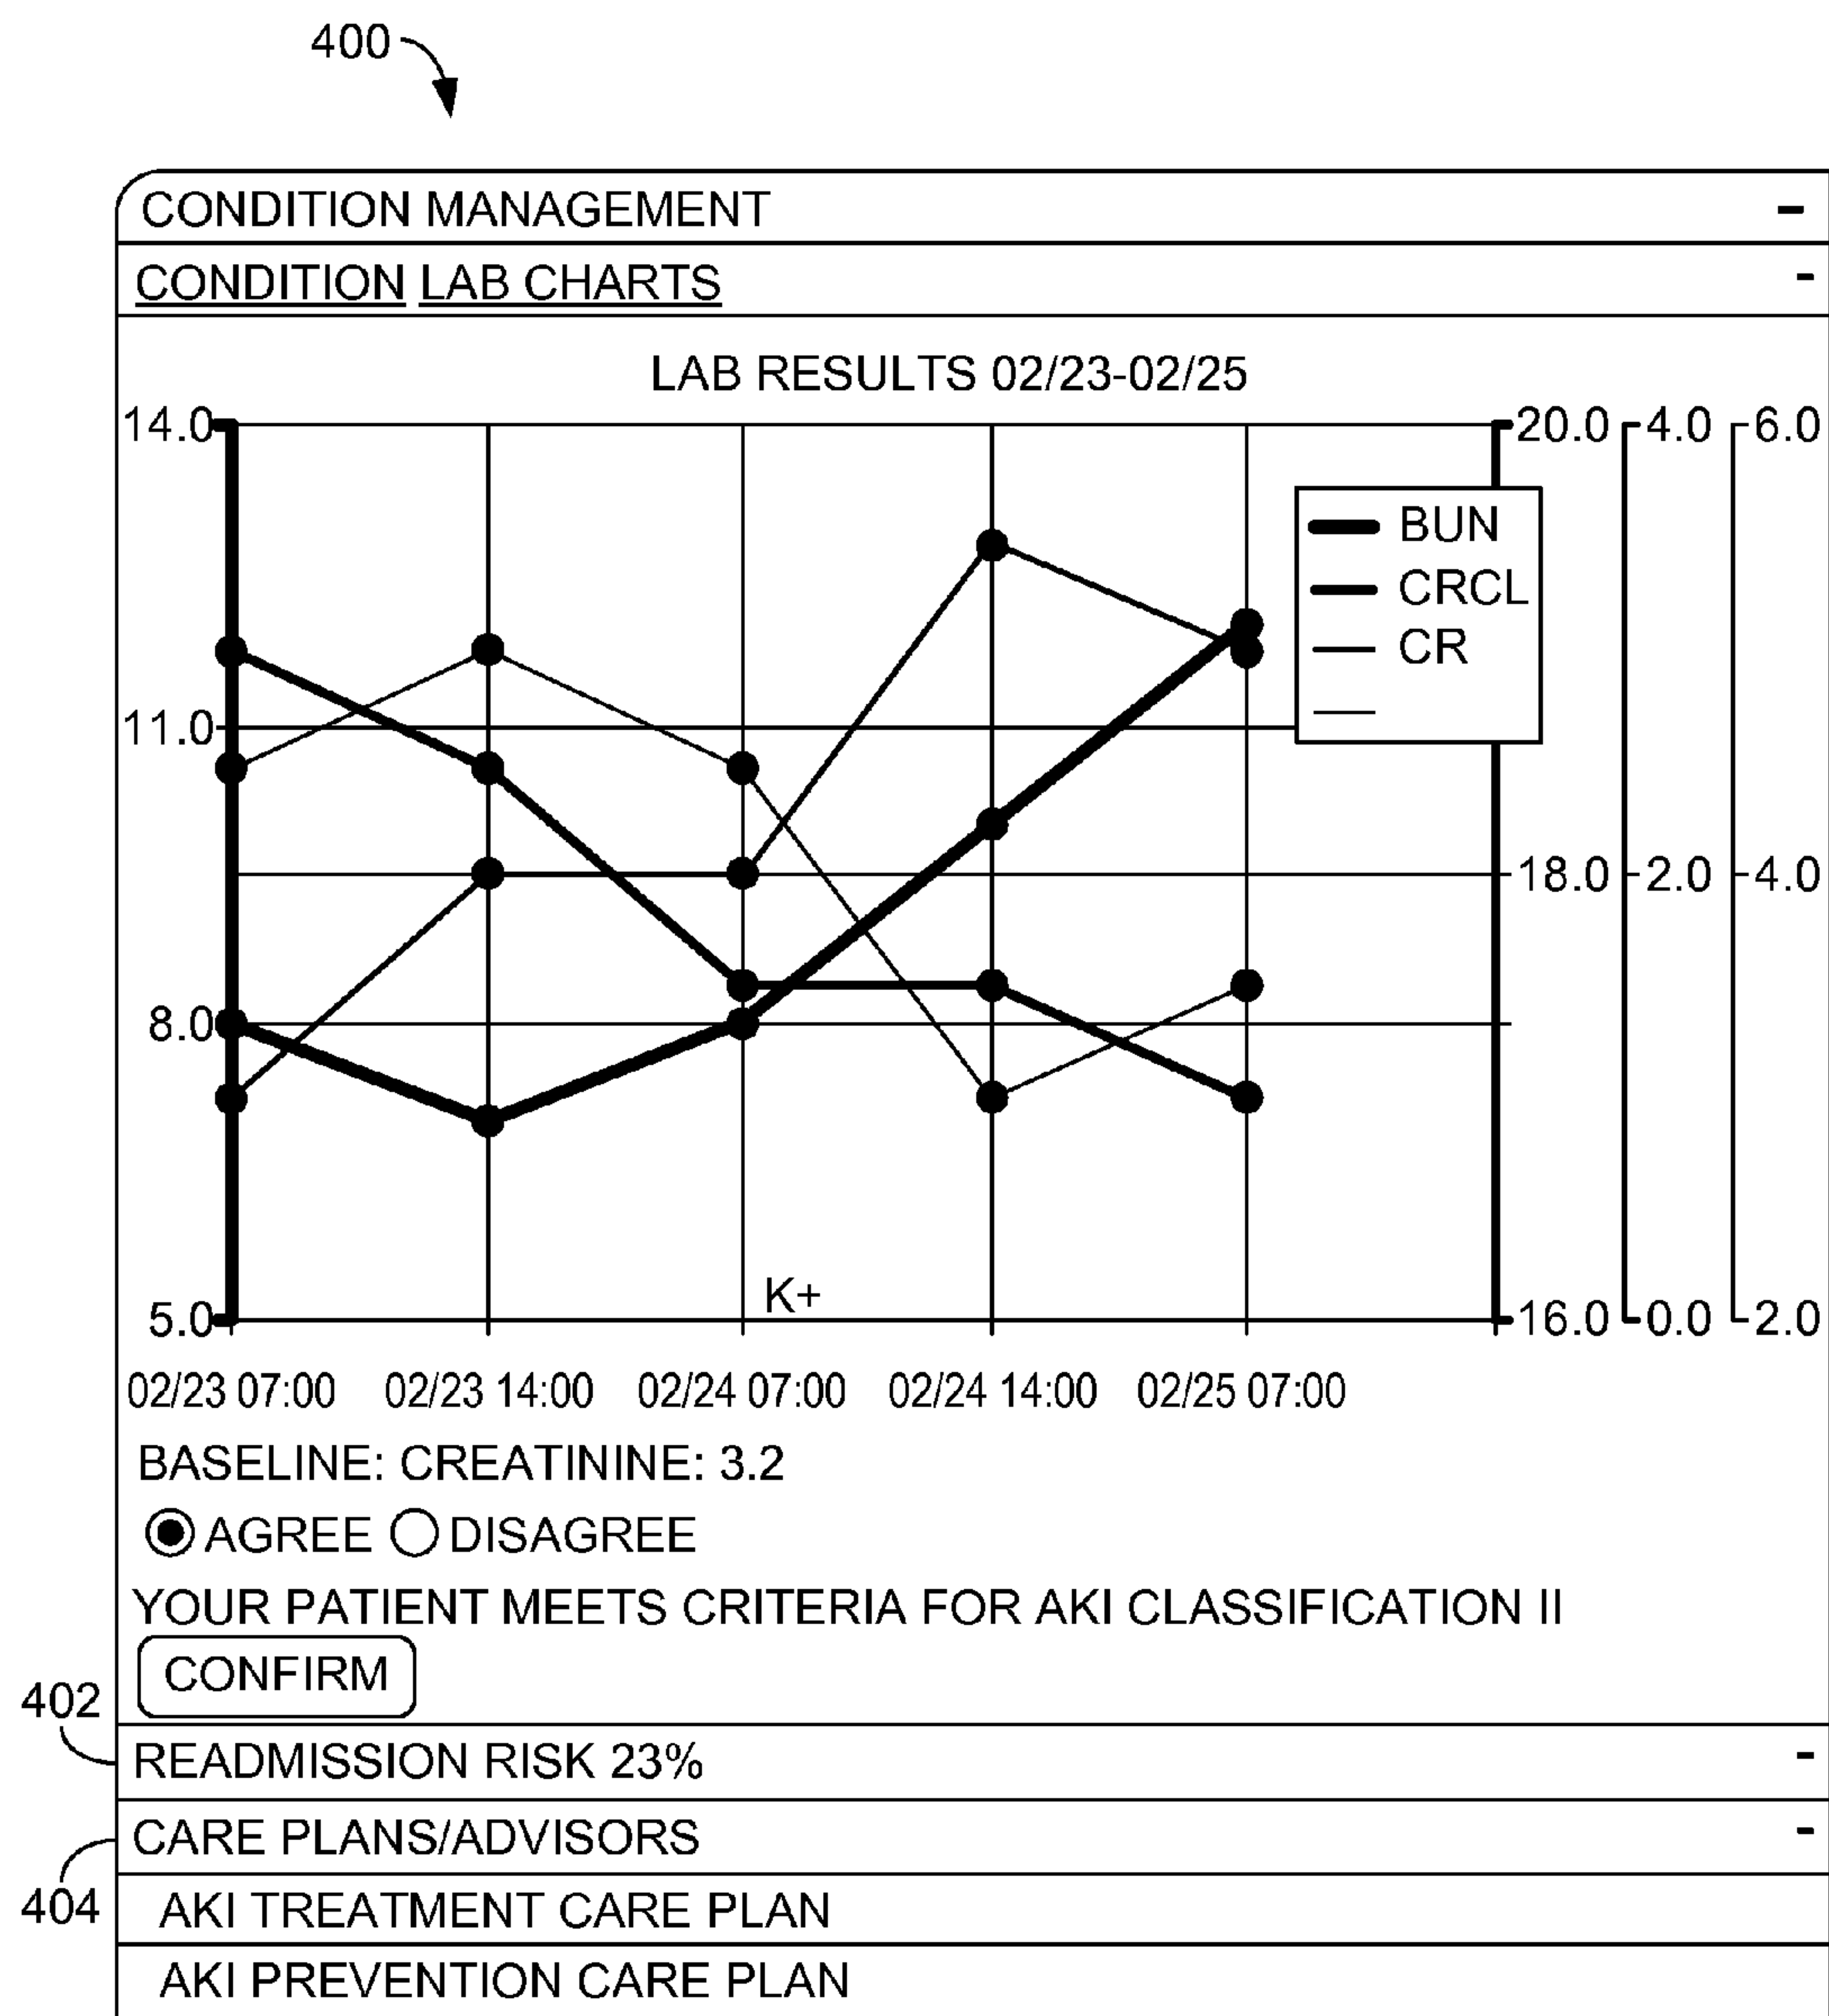 400
CONDITION MANAGEMENT -
CONDITION LAB CHARTS -
LAB RESULTS 02/23-02/25
14.0 20.0 4.0 6.0
BUN
CRCL
CR
11.0
18.0 2.0 4.0
8.0
K+
5.0 16.0 0.0 2.0
02/23 07:00 02/23 14:00 02/24 07:00 02/24 14:00 02/25 07:00
BASELINE: CREATININE: 3.2
AGREE DISAGREE
YOUR PATIENT MEETS CRITERIA FOR AKI CLASSIFICATION II
CONFIRM
402
READMISSION RISK 23% -
CARE PLANS/ADVISORS -
404
AKI TREATMENT CARE PLAN
AKI PREVENTION CARE PLAN